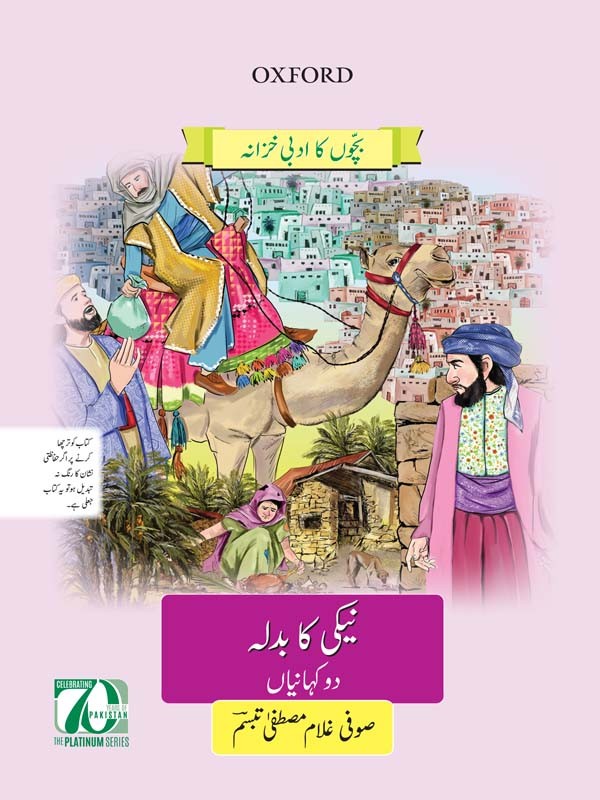 OXFORD
بچّوں کا ادبی خزانہ
کتاب کو ترچھا
کرنے پر اگر حفاظتی
نشان کا رنگ نہ
تبدیل ہو تو یہ کتاب
جعلی ہے۔
نیکی کا بدلہ
دو کہانیاں
صوفی غلام مصطفیٰ تبسمؔ
CELEBRATING
70
YEARS OF
PAKISTAN
THE PLATINUM SERIES